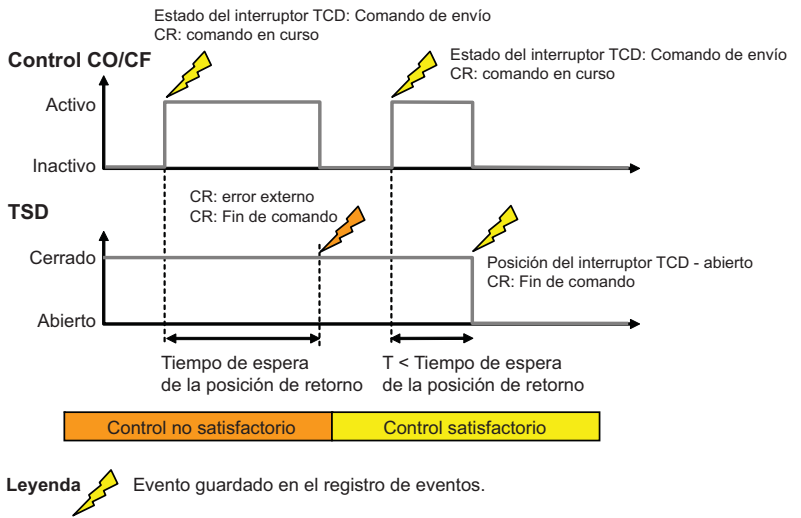 Estado del interruptor TCD: Comando de envío
CR: comando en curso
Estado del interruptor TCD: Comando de envío
CR: comando en curso
Control CO/CF
Activo
Inactivo
CR: error externo
CR: Fin de comando
TSD
Cerrado
Posición del interruptor TCD - abierto
CR: Fin de comando
Abierto
Tiempo de espera
de la posición de retorno
T < Tiempo de espera
de la posición de retorno
Control no satisfactorio
Control satisfactorio
Leyenda
Evento guardado en el registro de eventos.